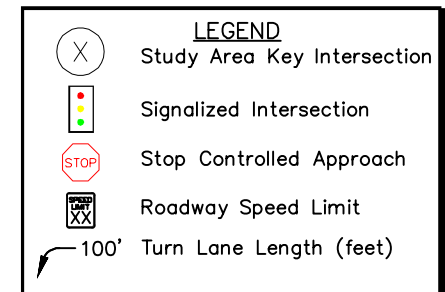 LEGEND
X Study Area Key Intersection
Signalized Intersection
STOP Stop Controlled Approach
SPEED
LIMIT
XX Roadway Speed Limit
100' Turn Lane Length (feet)